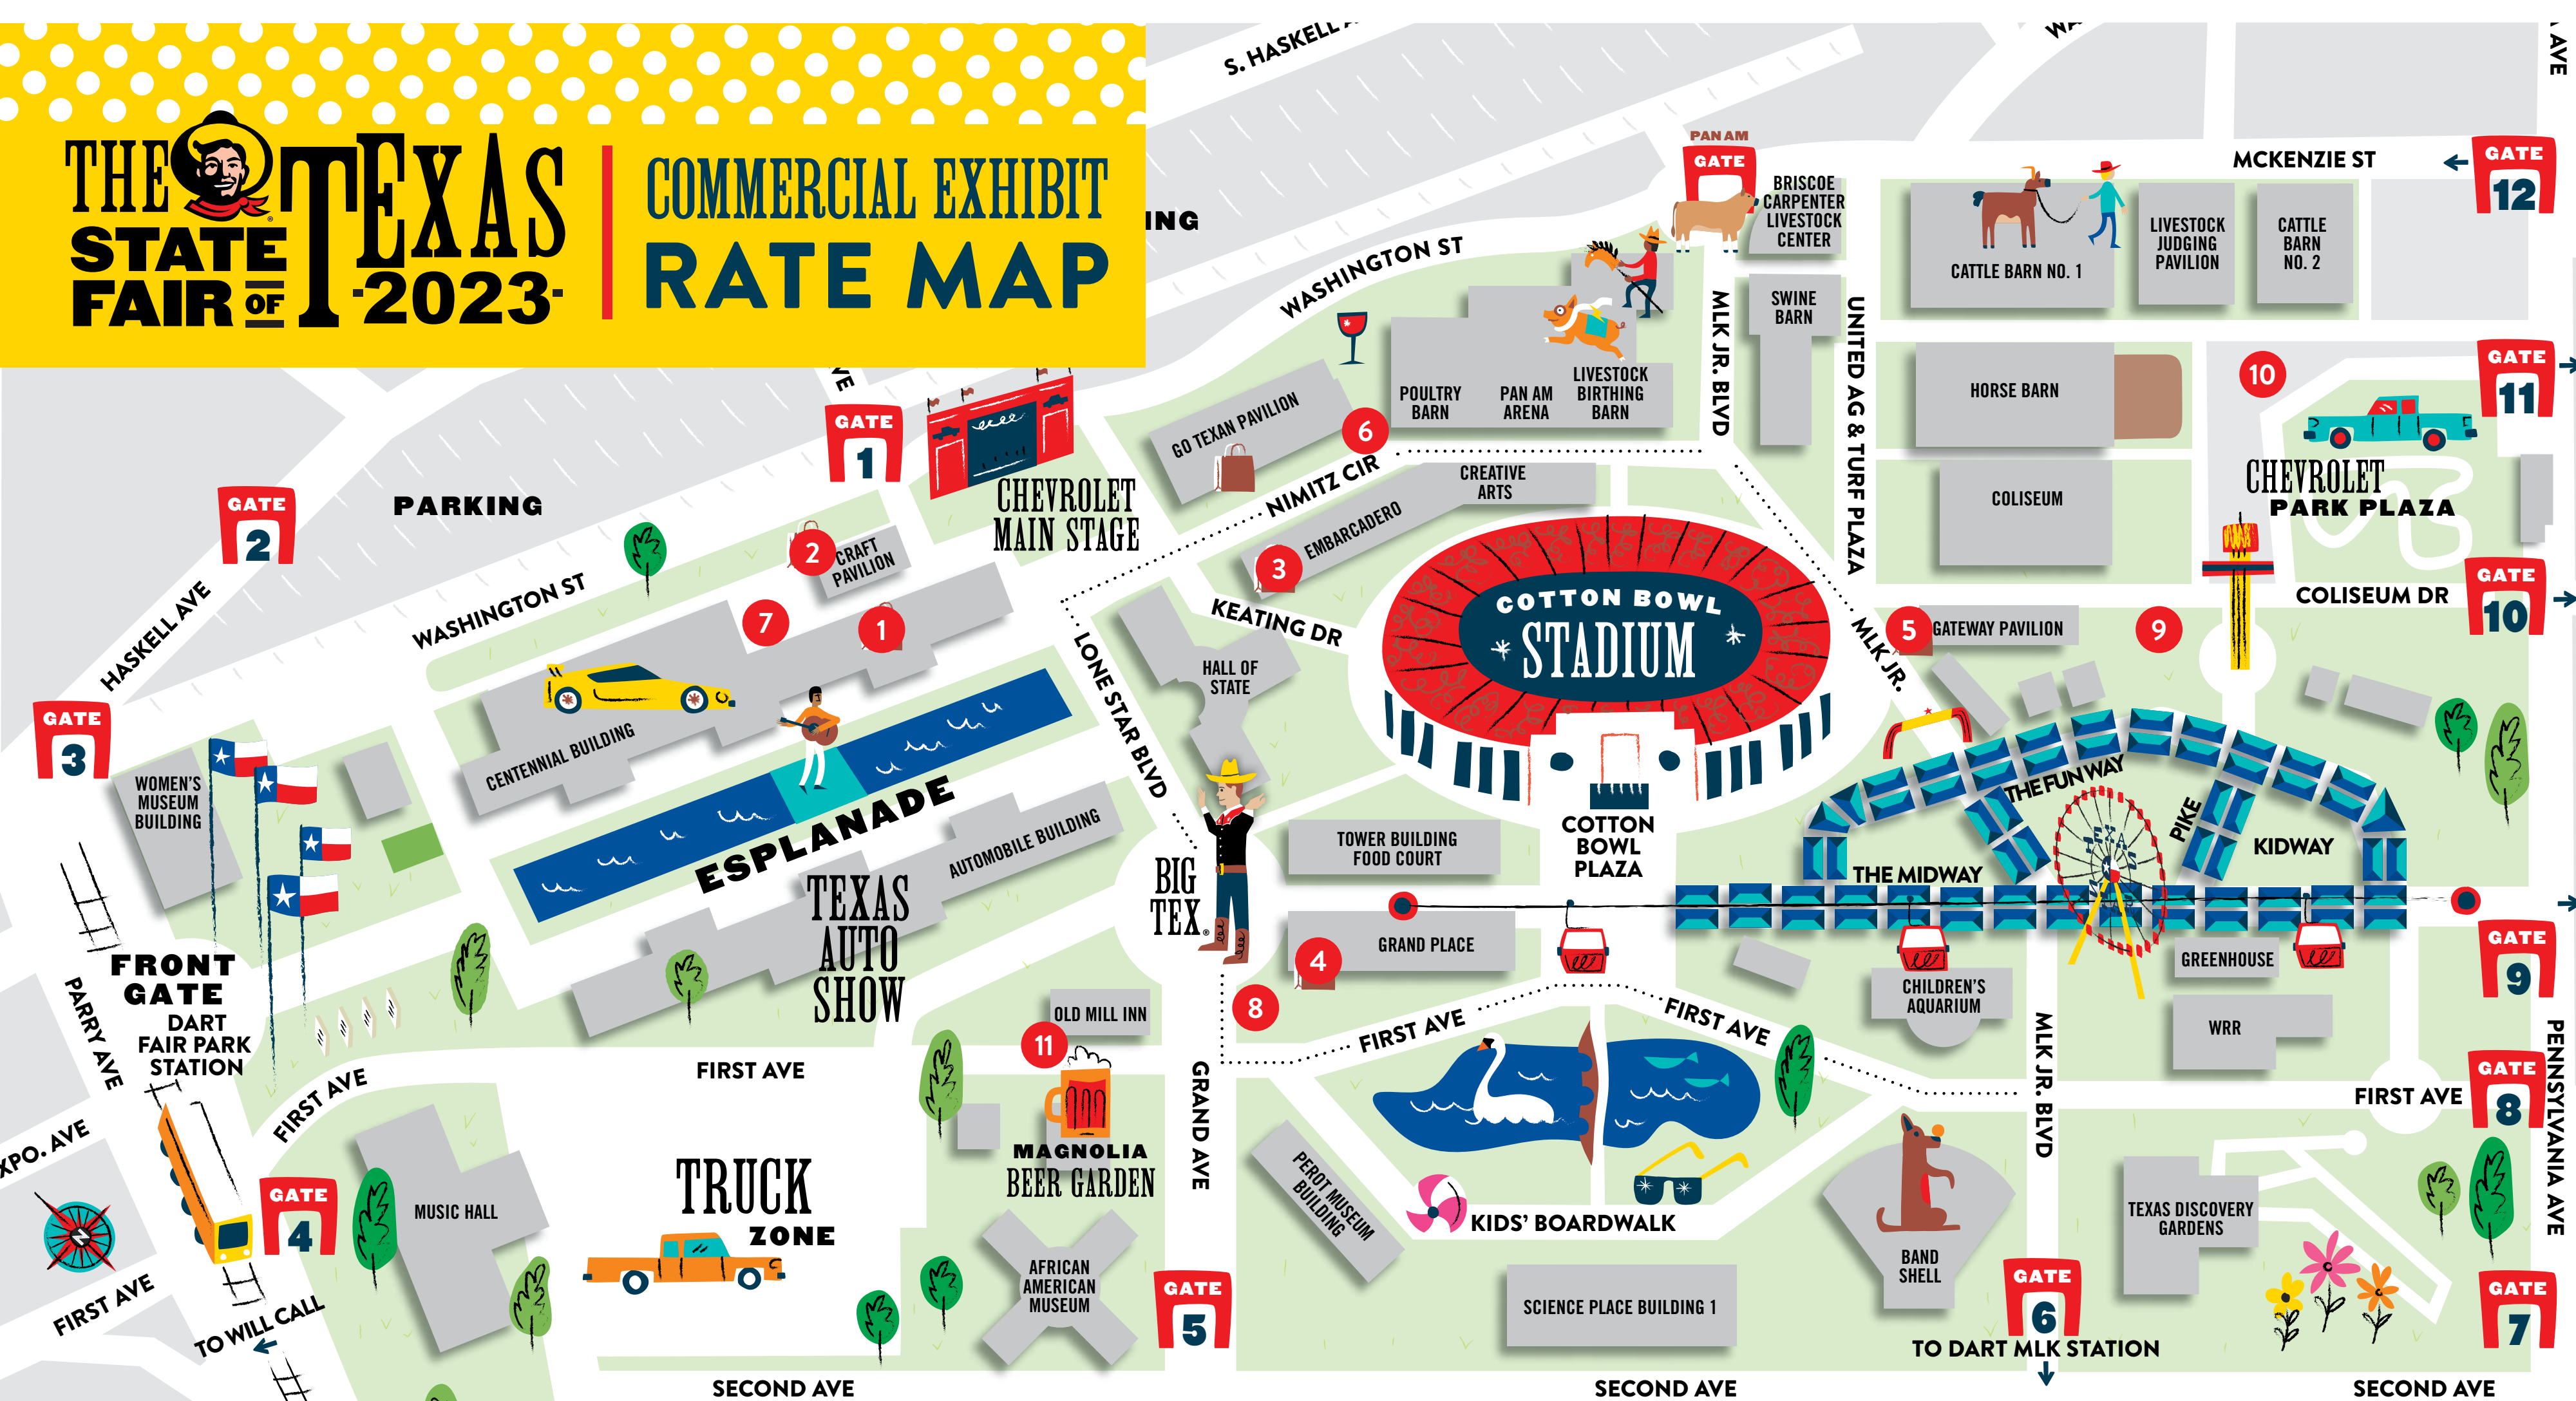 THE
STATE
FAIR OF
TEXAS
-2023-
COMMERCIAL EXHIBIT
RATE MAP
S. HASKELL
AVE
PAN AM
GATE
BRISCOE
CARPENTER
LIVESTOCK
CENTER
MCKENZIE ST
GATE
12
CATTLE BARN NO. 1
LIVESTOCK
JUDGING
PAVILION
CATTLE
BARN
NO. 2
WASHINGTON ST
SWINE
BARN
MLK JR. BLVD
UNITED AG & TURF PLAZA
POULTRY
BARN
PAN AM
ARENA
LIVESTOCK
BIRTHING
BARN
HORSE BARN
10
GATE
11
GO TEXAN PAVILION
6
NIMITZ CIR
GATE
1
CHEVROLET
MAIN STAGE
PARKING
GATE
2
CREATIVE
ARTS
EMBARCADERO
3
COLISEUM
CHEVROLET
PARK PLAZA
2
CRAFT
PAVILION
WASHINGTON ST
HASKELL AVE
7
1
KEATING DR
COTTON BOWL
STADIUM
COLISEUM DR
GATE
10
5
GATEWAY PAVILION
9
MLK JR.
LONE STAR BLVD
HALL OF
STATE
GATE
3
WOMEN'S
MUSEUM
BUILDING
CENTENNIAL BUILDING
ESPLANADE
AUTOMOBILE BUILDING
TEXAS
AUTO
SHOW
BIG
TEX®
TOWER BUILDING
FOOD COURT
COTTON
BOWL
PLAZA
THE FUN WAY
THE MIDWAY
PIKE
KIDWAY
TEXAS
GRAND PLACE
4
8
GATE
9
GREENHOUSE
CHILDREN'S
AQUARIUM
WRR
FRONT
GATE
DART
FAIR PARK
STATION
PARRY AVE
OLD MILL INN
11
FIRST AVE
FIRST AVE
FIRST AVE
FIRST AVE
MLK JR. BLVD
FIRST AVE
GATE
8
PENNSYLVANIA AVE
GRAND AVE
MAGNOLIA
BEER GARDEN
TRUCK
ZONE
MUSIC HALL
GATE
4
FIRST AVE
TO WILL CALL
AFRICAN
AMERICAN
MUSEUM
GATE
5
PEROT MUSEUM
BUILDING
KIDS' BOARDWALK
SCIENCE PLACE BUILDING 1
BAND
SHELL
GATE
6
TO DART MLK STATION
TEXAS DISCOVERY
GARDENS
GATE
7
SECOND AVE
SECOND AVE
SECOND AVE